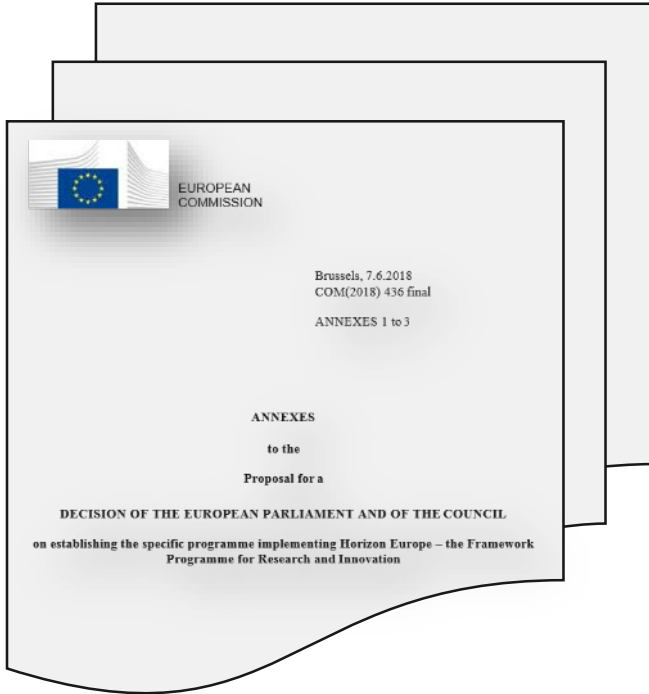 EUROPEAN
COMMISSION
Brussels, 7.6.2018
COM(2018) 436 final
ANNEXES 1 to 3
ANNEXES
to the
Proposal for a
DECISION OF THE EUROPEAN PARLIAMENT AND OF THE COUNCIL
on establishing the specific programme implementing Horizon Europe – the Framework
Programme for Research and Innovation